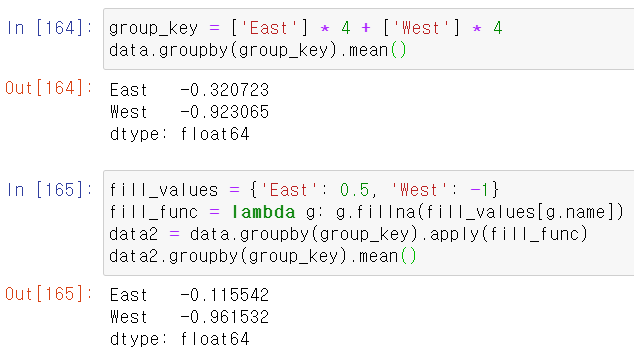 In [164]: group_key = ['East'] * 4 + ['West'] * 4
data.groupby(group_key).mean()
Out[164]: East   -0.320723
West   -0.923065
dtype: float64
In [165]: fill_values = {'East': 0.5, 'West': -1}
fill_func = lambda g: g.fillna(fill_values[g.name])
data2 = data.groupby(group_key).apply(fill_func)
data2.groupby(group_key).mean()
Out[165]: East   -0.115542
West   -0.961532
dtype: float64